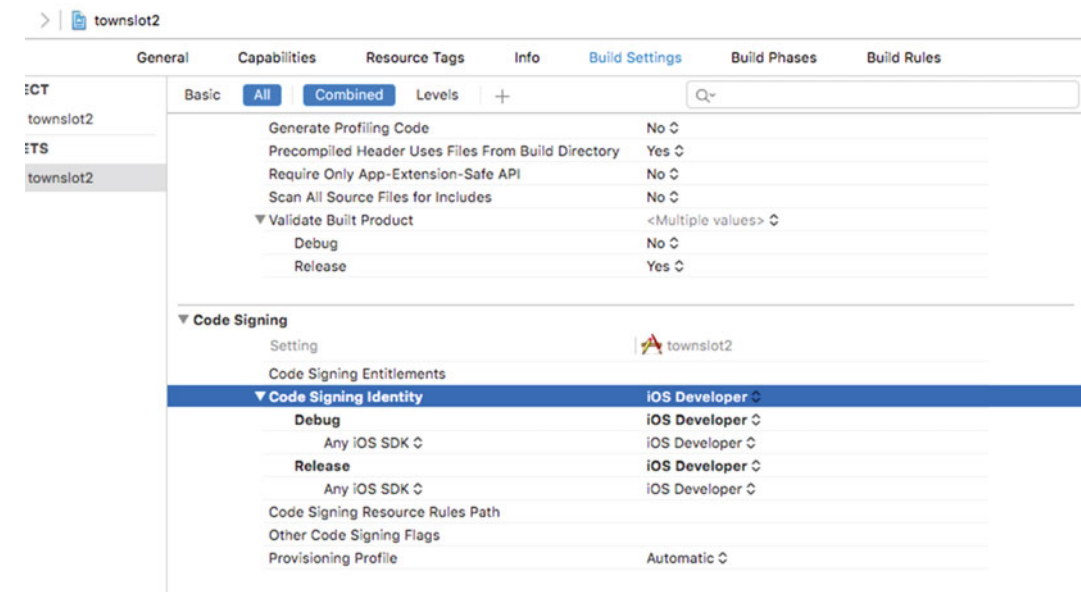 townslot2
General Capabilities Resource Tags Info Build Settings Build Phases Build Rules
ECT
townslot2
ETS
townslot2
Basic All Combined Levels +
Generate Profiling Code No
Precompiled Header Uses Files From Build Directory Yes
Require Only App-Extension-Safe API No
Scan All Source Files for Includes No
Validate Built Product <Multiple values>
Debug No
Release Yes
Code Signing
Setting townslot2
Code Signing Entitlements
Code Signing Identity iOS Developer
Debug iOS Developer
Any iOS SDK iOS Developer
Release iOS Developer
Any iOS SDK iOS Developer
Code Signing Resource Rules Path
Other Code Signing Flags
Provisioning Profile Automatic